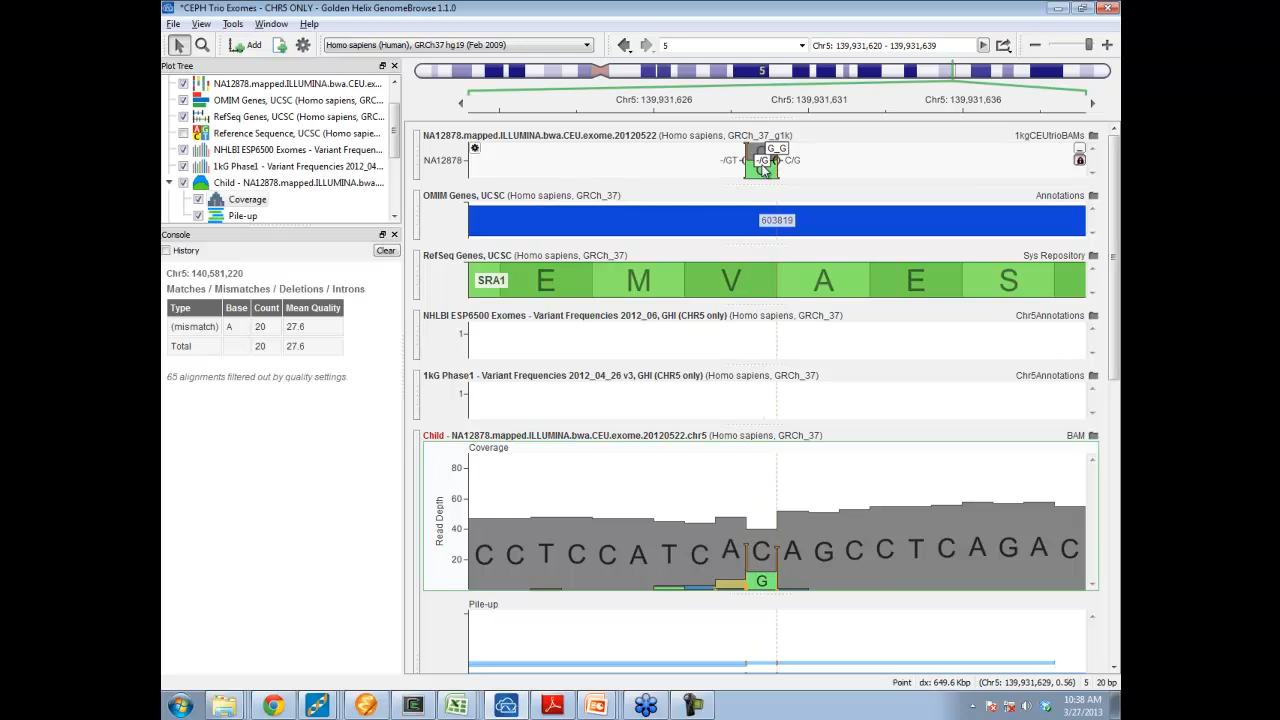 *CEPH Trio Exomes - CHR5 ONLY - Golden Helix GenomeBrowse 1.1.0
File View Tools Window Help
Add Homo sapiens (Human), GRCh37 hg19 (Feb 2009) 5 Chr5: 139,931,620 - 139,931,639
Plot Tree
NA12878.mapped.ILLUMINA.bwa.CEU.ex...
OMIM Genes, UCSC (Homo sapiens, GRC...
RefSeq Genes, UCSC (Homo sapiens, GR...
Reference Sequence, UCSC (Homo sapie...
NHLBI ESP6500 Exomes - Variant Frequen...
1kG Phase1 - Variant Frequencies 2012_04...
Child - NA12878.mapped.ILLUMINA.bwa....
Coverage
Pile-up
Console
History Clear
Chr5: 140,581,220
Matches / Mismatches / Deletions / Introns
Type Base Count Mean Quality
(mismatch) A 20 27.6
Total 20 27.6
65 alignments filtered out by quality settings.
5
Chr5: 139,931,626 Chr5: 139,931,631 Chr5: 139,931,636
NA12878.mapped.ILLUMINA.bwa.CEU.exome.20120522 (Homo sapiens, GRCh_37_g1k) 1kgCEUtrioBAMs
G_G
NA12878 -/GT -/G C/G
OMIM Genes, UCSC (Homo sapiens, GRCh_37) Annotations
603819
RefSeq Genes, UCSC (Homo sapiens, GRCh_37) Sys Repository
SRA1 E M V A E S
NHLBI ESP6500 Exomes - Variant Frequencies 2012_06, GHI (CHR5 only) (Homo sapiens, GRCh_37) Chr5Annotations
1
1kG Phase1 - Variant Frequencies 2012_04_26 v3, GHI (CHR5 only) (Homo sapiens, GRCh_37) Chr5Annotations
1
Child - NA12878.mapped.ILLUMINA.bwa.CEU.exome.20120522.chr5 (Homo sapiens, GRCh_37) BAM
Coverage
80
60
Read Depth
40
C C T C C A T C A C A G C C T C A G A C
20
G
Pile-up
Point dx: 649.6 Kbp (Chr5: 139,931,629, 0.56) 5 20 bp
10:38 AM
3/27/2013